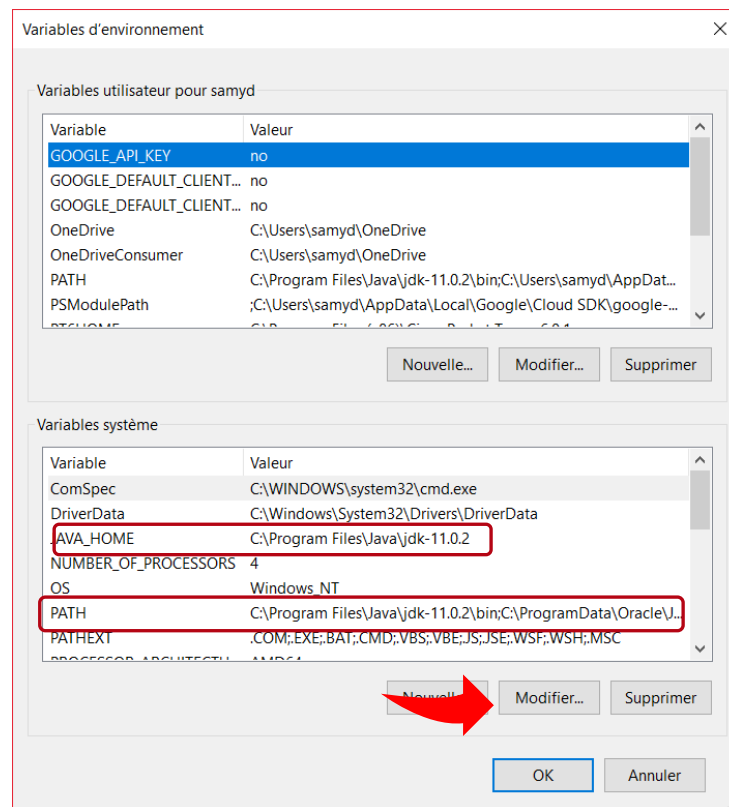 Variables d'environnement
Variables utilisateur pour samyd
Variable Valeur
GOOGLE_API_KEY no
GOOGLE_DEFAULT_CLIENT... no
GOOGLE_DEFAULT_CLIENT... no
OneDrive C:\Users\samyd\OneDrive
OneDriveConsumer C:\Users\samyd\OneDrive
PATH C:\Program Files\Java\jdk-11.0.2\bin;C:\Users\samyd\AppDat...
PSModulePath ;C:\Users\samyd\AppData\Local\Google\Cloud SDK\google-...
Nouvelle... Modifier... Supprimer
Variables système
Variable Valeur
ComSpec C:\WINDOWS\system32\cmd.exe
DriverData C:\Windows\System32\Drivers\DriverData
JAVA_HOME C:\Program Files\Java\jdk-11.0.2
NUMBER_OF_PROCESSORS 4
OS Windows_NT
PATH C:\Program Files\Java\jdk-11.0.2\bin;C:\ProgramData\Oracle\J...
PATHEXT .COM;.EXE;.BAT;.CMD;.VBS;.VBE;.JS;.JSE;.WSF;.WSH;.MSC
Modifier... Supprimer
OK Annuler